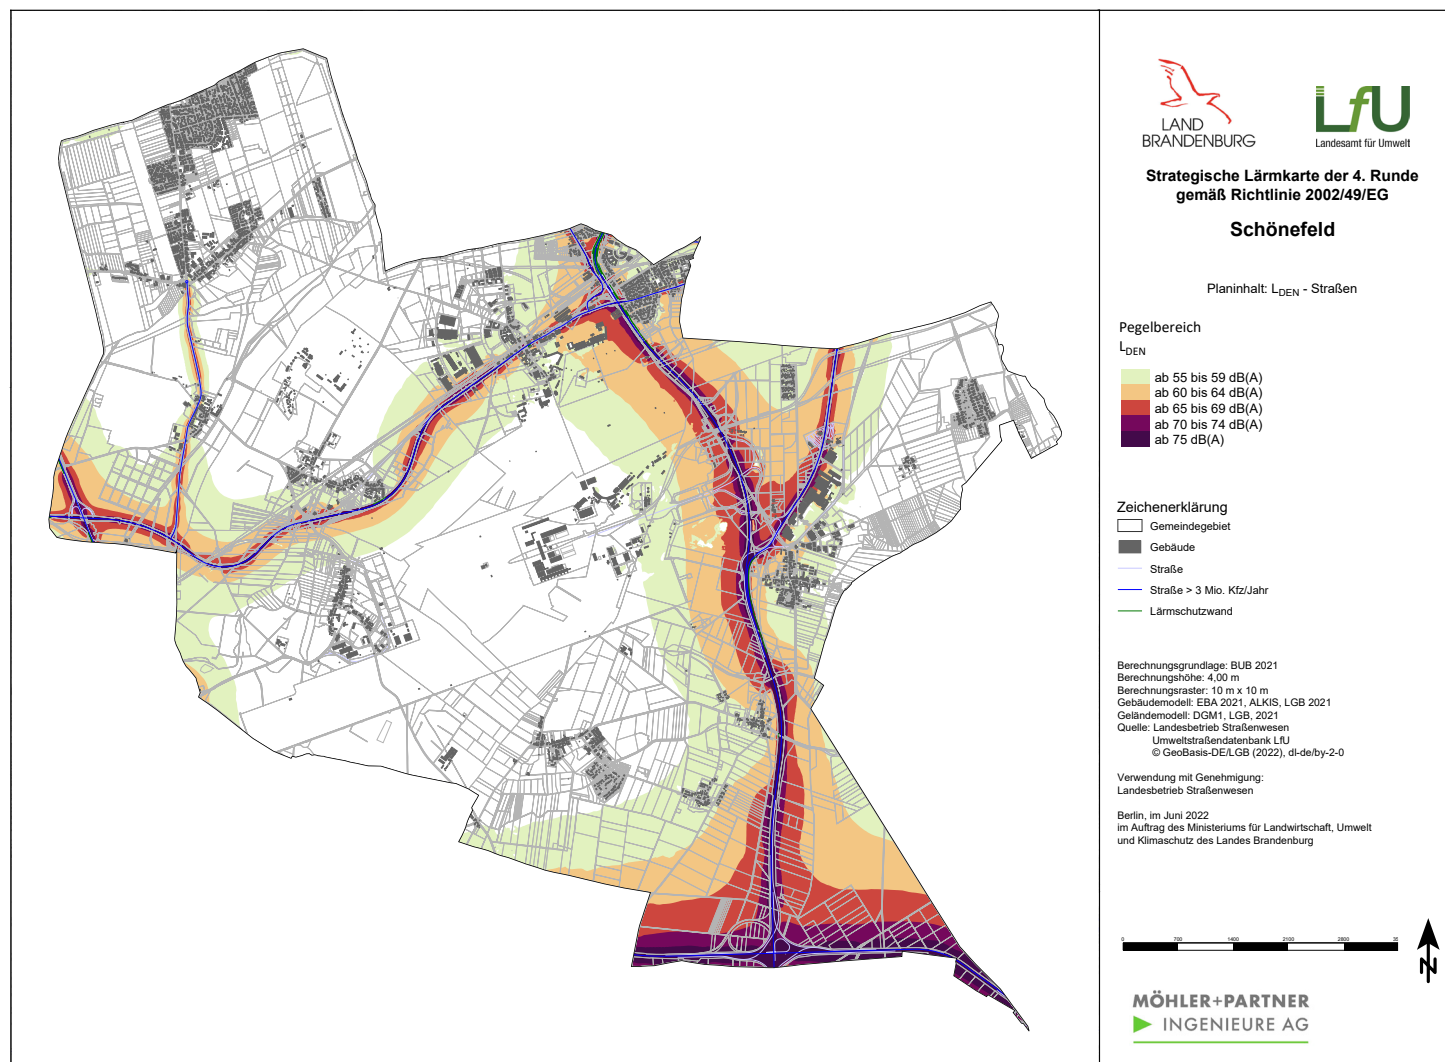 LAND
BRANDENBURG
LfU
Landesamt für Umwelt
Strategische Lärmkarte der 4. Runde
gemäß Richtlinie 2002/49/EG
Schönefeld
Planinhalt: LDEN - Straßen
Pegelbereich
LDEN
ab 55 bis 59 dB(A)
ab 60 bis 64 dB(A)
ab 65 bis 69 dB(A)
ab 70 bis 74 dB(A)
ab 75 dB(A)
Zeichenerklärung
Gemeindegebiet
Gebäude
Straße
Straße > 3 Mio. Kfz/Jahr
Lärmschutzwand
Berechnungsgrundlage: BUB 2021
Berechnungshöhe: 4,00 m
Berechnungsraster: 10 m x 10 m
Gebäudemodell: EBA 2021, ALKIS, LGB 2021
Geländemodell: DGM1, LGB, 2021
Quelle: Landesbetrieb Straßenwesen
Umweltstraßendatenbank LfU
© GeoBasis-DE/LGB (2022), dl-de/by-2-0
Verwendung mit Genehmigung:
Landesbetrieb Straßenwesen
Berlin, im Juni 2022
im Auftrag des Ministeriums für Landwirtschaft, Umwelt
und Klimaschutz des Landes Brandenburg
0 700 1400 2100 2800 35
N
MÖHLER+PARTNER
INGENIEURE AG